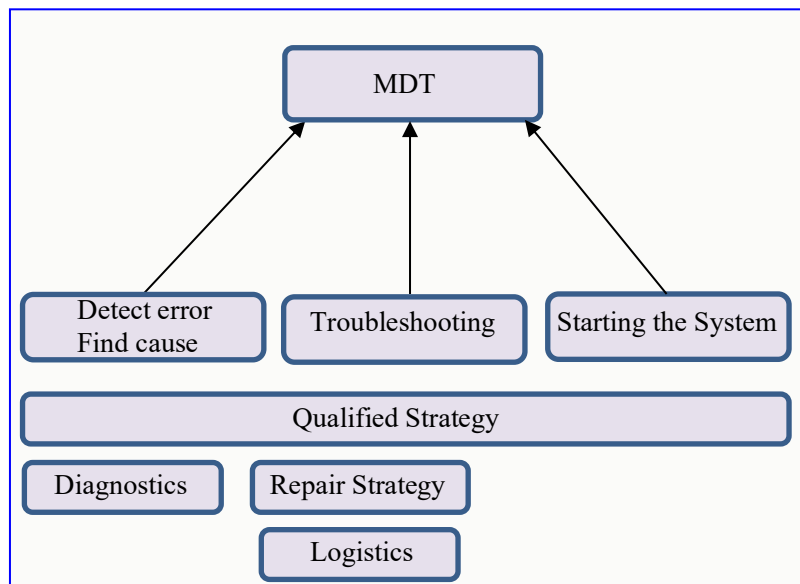 MDT
Detect error
Find cause
Troubleshooting
Starting the System
Qualified Strategy
Diagnostics
Repair Strategy
Logistics